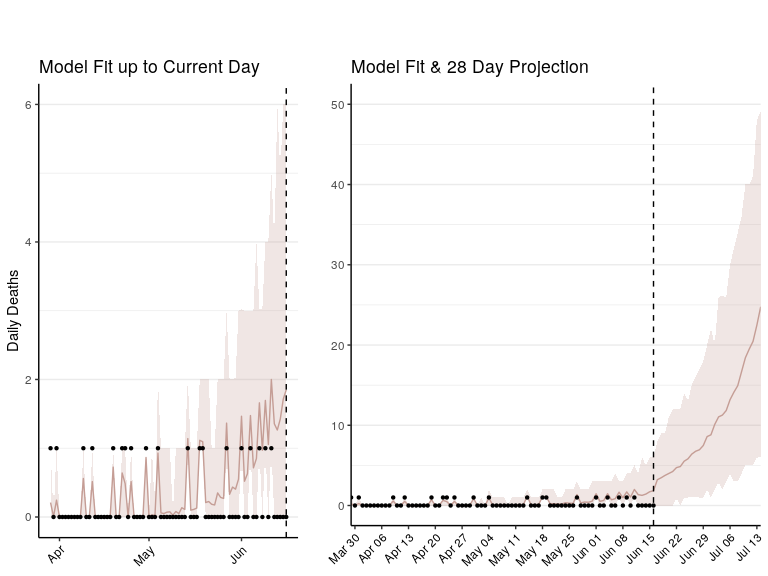 Model Fit up to Current Day
Daily Deaths
6
4
2
0
Apr
May
Jun
Model Fit & 28 Day Projection
50
40
30
20
10
0
Mar 30
Apr 06
Apr 13
Apr 20
Apr 27
May 04
May 11
May 18
May 25
Jun 01
Jun 08
Jun 15
Jun 22
Jun 29
Jul 06
Jul 13